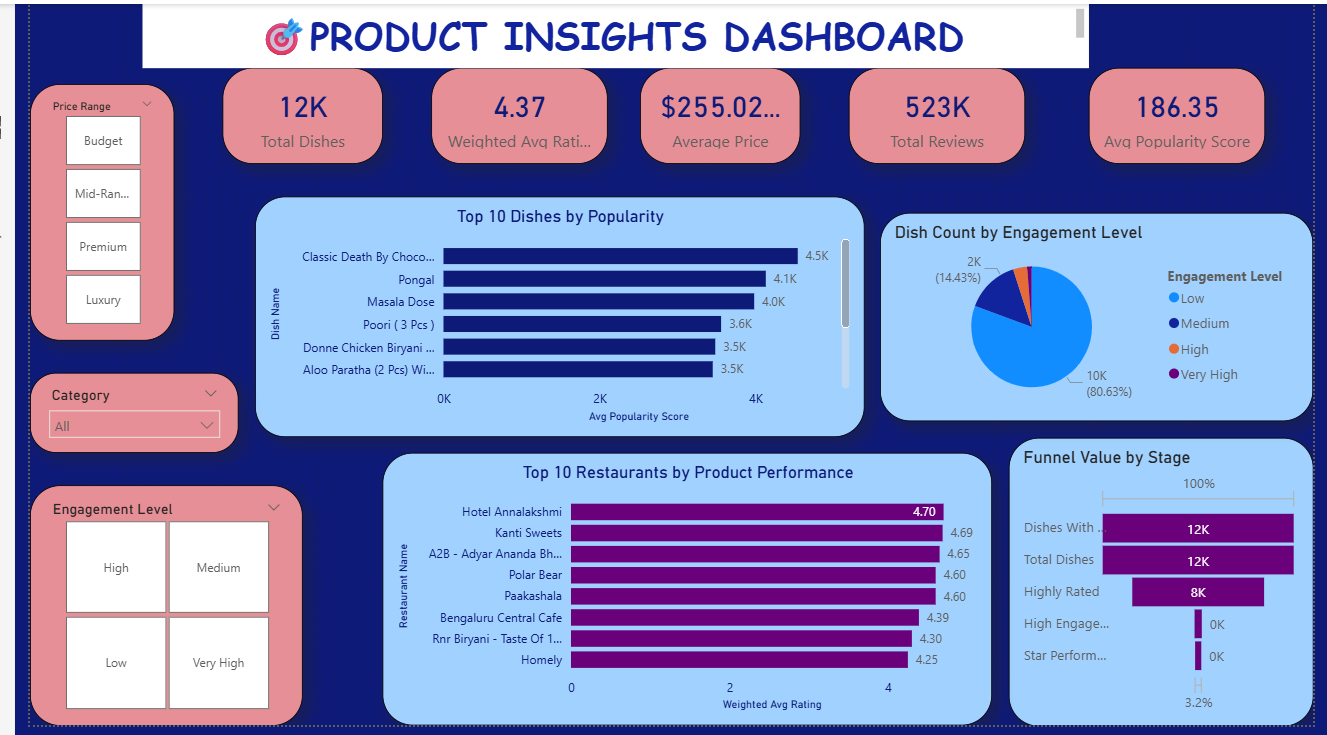 🎯PRODUCT INSIGHTS DASHBOARD
Price Range
Budget
Mid-Ran...
Premium
Luxury
12K
Total Dishes
4.37
Weighted Avg Rati...
$255.02...
Average Price
523K
Total Reviews
186.35
Avg Popularity Score
Category
All
Engagement Level
High
Medium
Low
Very High
Top 10 Dishes by Popularity
Dish Name
Classic Death By Choco...
4.5K
Pongal
4.1K
Masala Dose
4.0K
Poori ( 3 Pcs )
3.6K
Donne Chicken Biryani ...
3.5K
Aloo Paratha (2 Pcs) Wi...
3.5K
0K
2K
4K
Avg Popularity Score
Dish Count by Engagement Level
2K
(14.43%)
10K
(80.63%)
Engagement Level
Low
Medium
High
Very High
Top 10 Restaurants by Product Performance
Restaurant Name
Hotel Annalakshmi
4.70
Kanti Sweets
4.69
A2B - Adyar Ananda Bh...
4.65
Polar Bear
4.60
Paakashala
4.60
Bengaluru Central Cafe
4.39
Rnr Biryani - Taste Of 1...
4.30
Homely
4.25
0
2
4
Weighted Avg Rating
Funnel Value by Stage
100%
Dishes With ...
12K
Total Dishes
12K
Highly Rated
8K
High Engage...
0K
Star Perform...
0K
3.2%